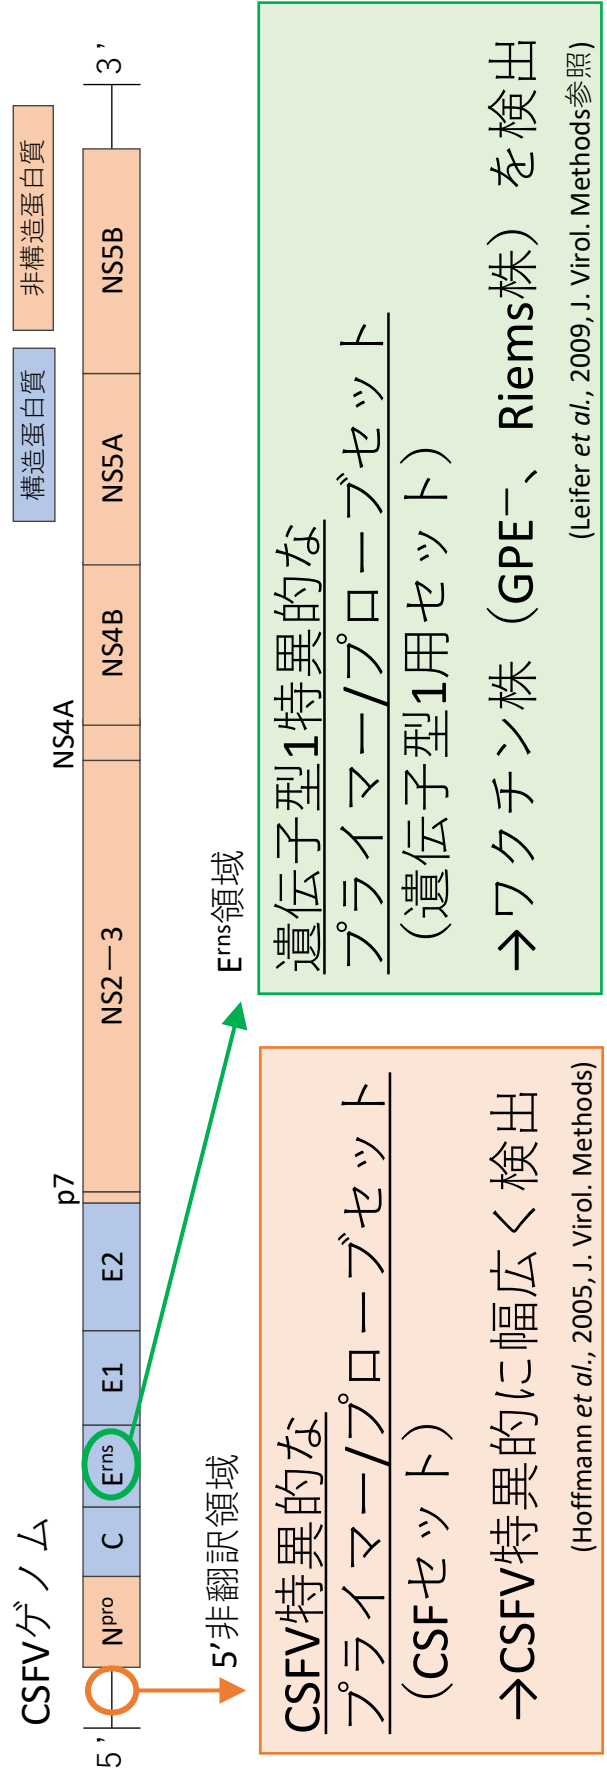 CSFVゲノム
構造蛋白質
非構造蛋白質
p7
NS4A
5’
Npro
C
Erns
E1
E2
NS2－3
NS4B
NS5A
NS5B
3’
5’非翻訳領域
Erns領域
CSFV特異的な
プライマー/プローブセット
（CSFセット）
→CSFV特異的に幅広く検出
(Hoffmann et al., 2005, J. Virol. Methods)
遺伝子型1特異的な
プライマー/プローブセット
（遺伝子型1用セット）
→ワクチン株（GPE－、Riems株）を検出
(Leifer et al., 2009, J. Virol. Methods参照)